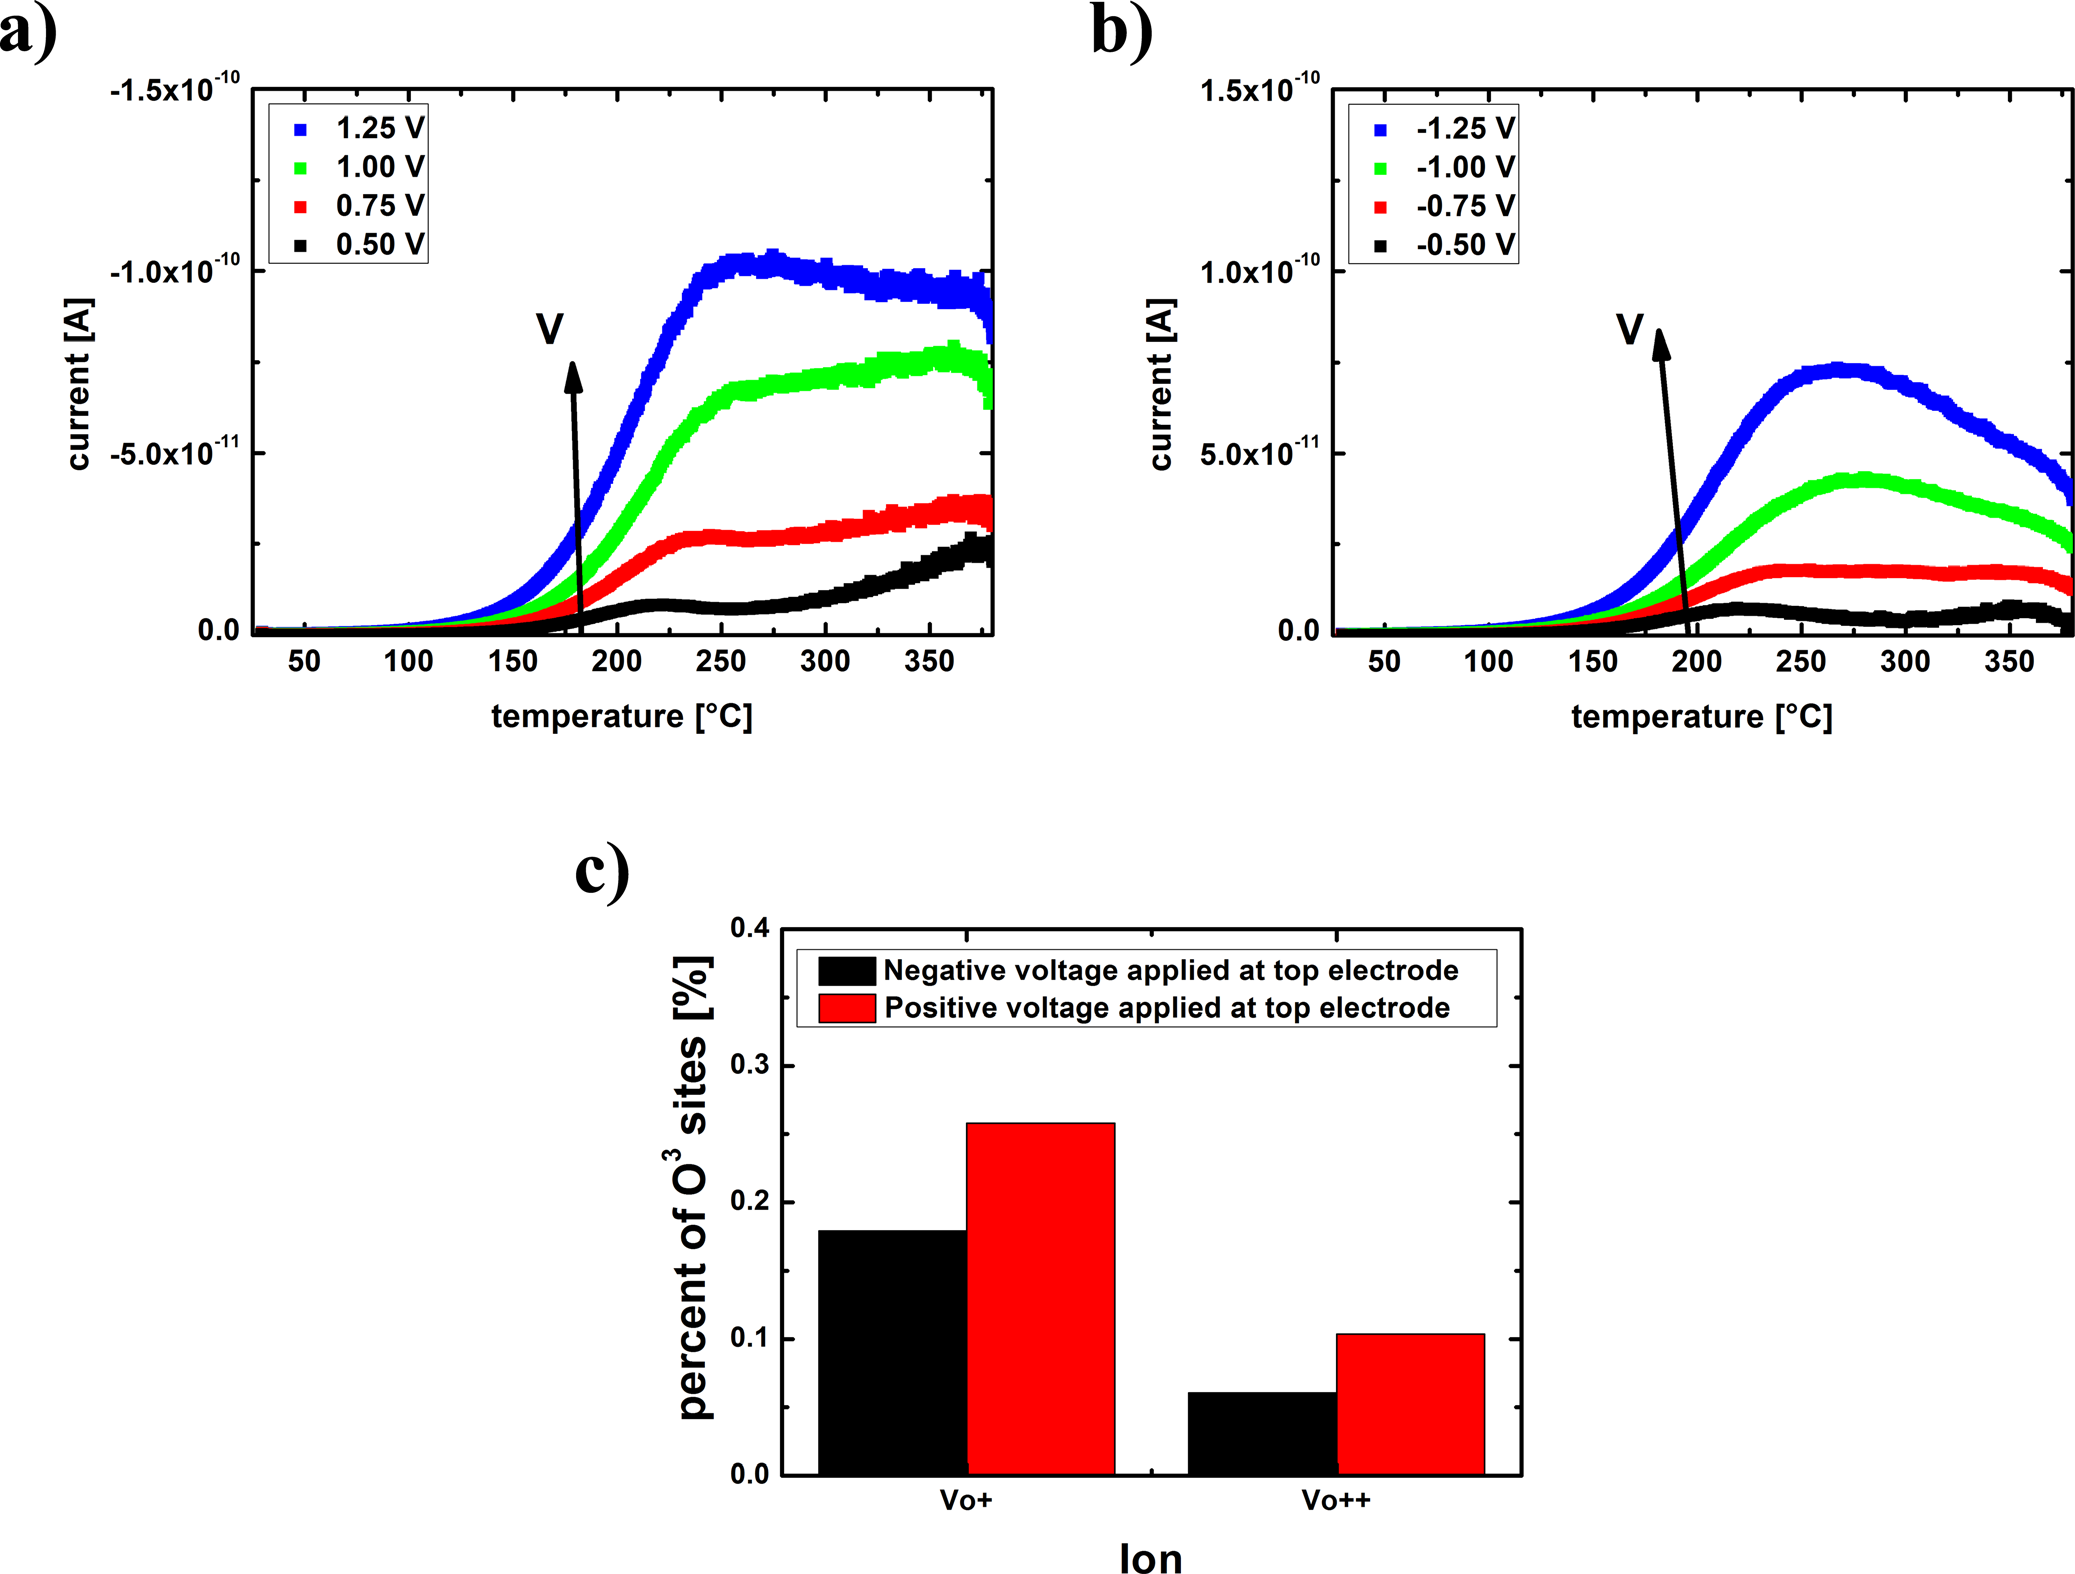 a)
-1.5x10-10
-1.0x10-10
-5.0x10-11
0.0
current [A]
1.25 V
1.00 V
0.75 V
0.50 V
V
50 100 150 200 250 300 350
temperature [°C]
b)
1.5x10-10
1.0x10-10
5.0x10-11
0.0
current [A]
-1.25 V
-1.00 V
-0.75 V
-0.50 V
V
50 100 150 200 250 300 350
temperature [°C]
c)
0.4
0.3
0.2
0.1
0.0
percent of O3 sites [%]
Negative voltage applied at top electrode
Positive voltage applied at top electrode
Vo+ Vo++
Ion